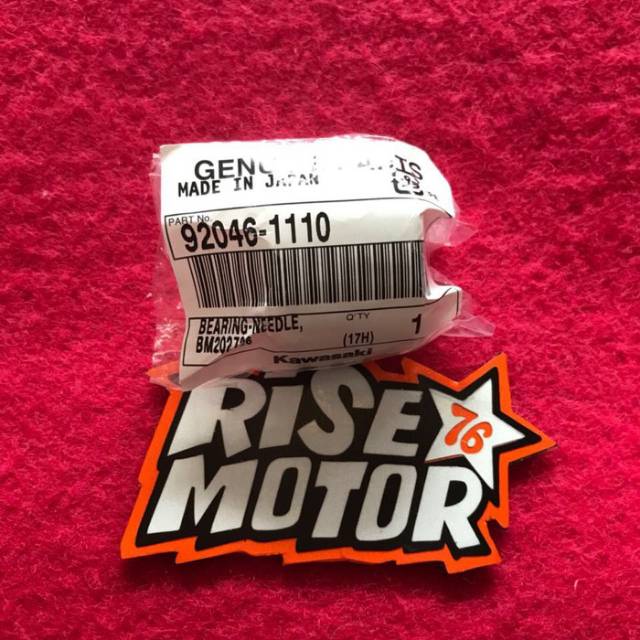 MADE IN JAPAN
PART No.
92046-1110
BEARING-NEEDLE, Q'TY
(17H) 1
Kawasaki
RiSE 76
MOTOR